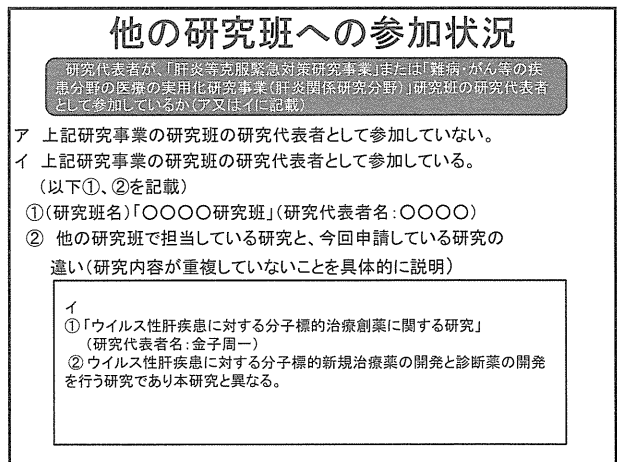 他の研究班への参加状況
研究代表者が、「肝炎等克服緊急対策研究事業」または「難病・がん等の疾
患分野の医療の実用化研究事業(肝炎関係研究分野)」研究班の研究代表者
として参加しているか(ア又はイに記載)
ア 上記研究事業の研究班の研究代表者として参加していない。
イ 上記研究事業の研究班の研究代表者として参加している。
(以下①、②を記載)
①(研究班名)「〇〇〇〇研究班」(研究代表者名:〇〇〇〇)
② 他の研究班で担当している研究と、今回申請している研究の
違い(研究内容が重複していないことを具体的に説明)
イ
①「ウイルス性肝疾患に対する分子標的治療創薬に関する研究」
(研究代表者名:金子周一)
② ウイルス性肝疾患に対する分子標的新規治療薬の開発と診断薬の開発
を行う研究であり本研究と異なる。